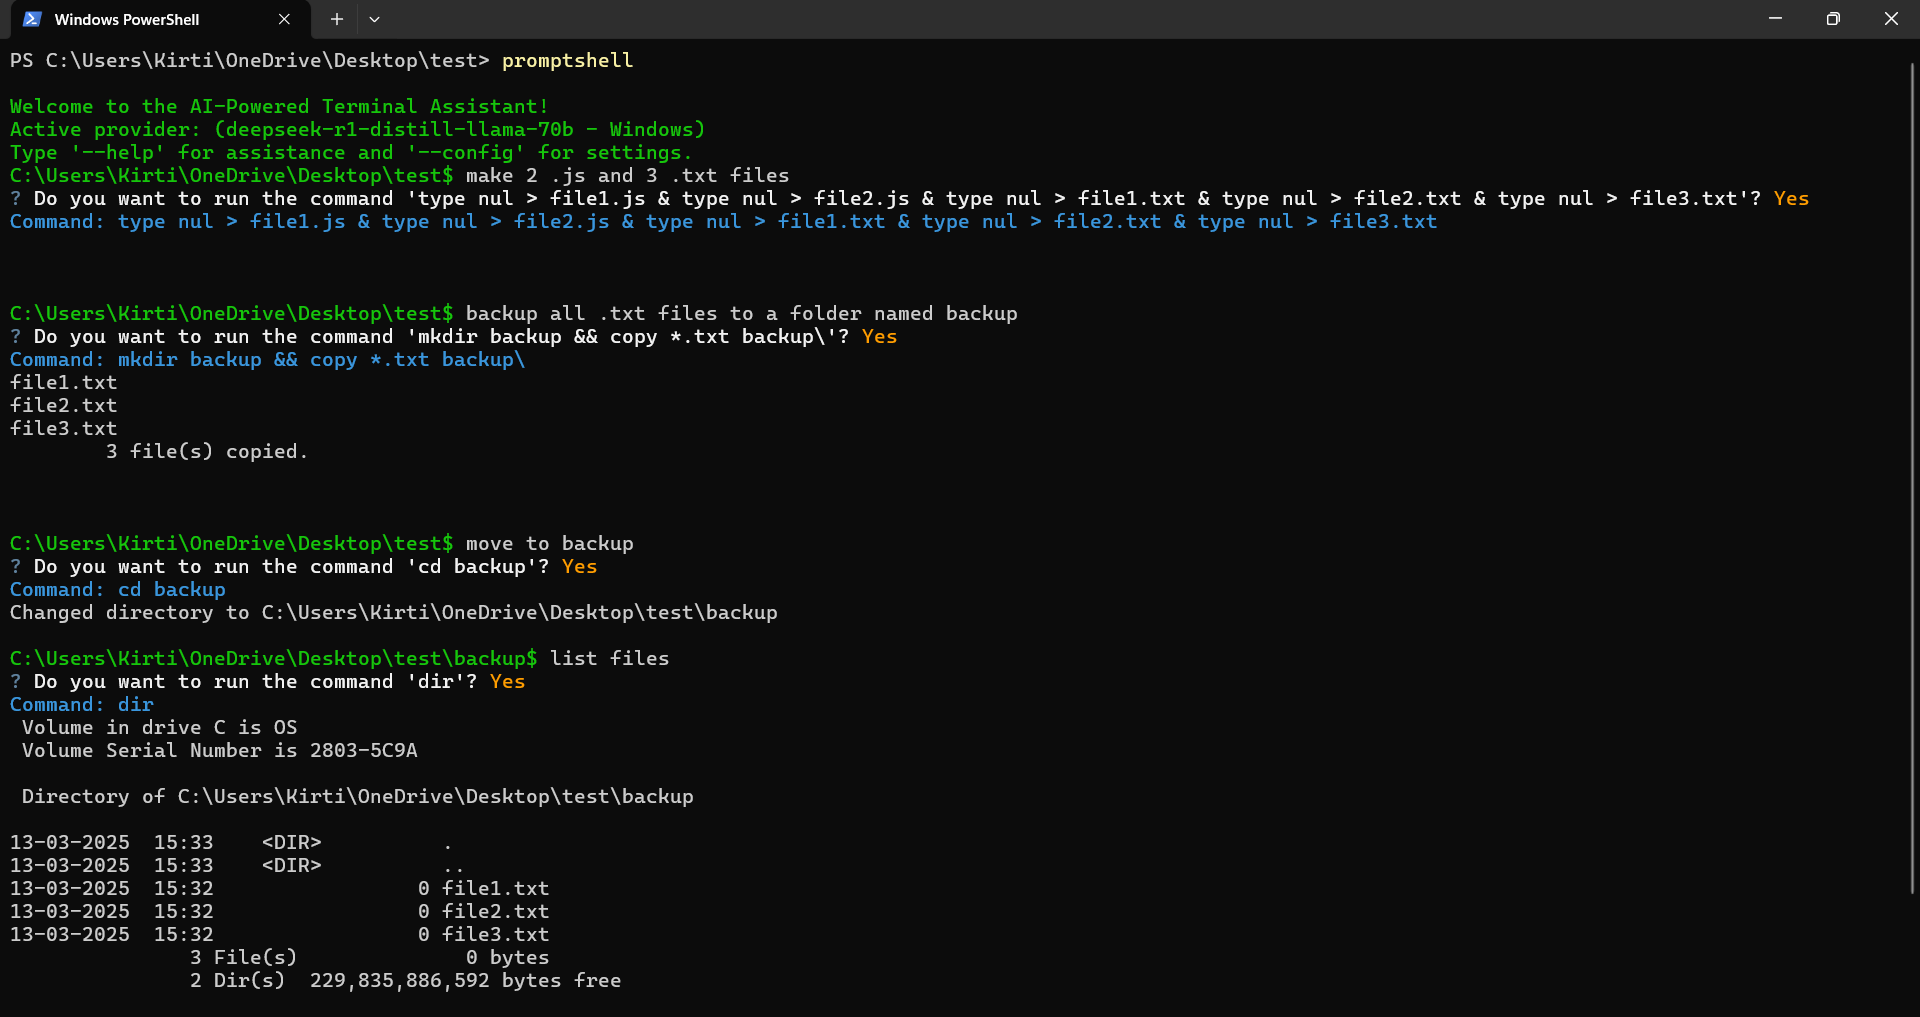 Windows PowerShell
PS C:\Users\Kirti\OneDrive\Desktop\test> promptshell
Welcome to the AI-Powered Terminal Assistant!
Active provider: (deepseek-r1-distill-llama-70b - Windows)
Type '--help' for assistance and '--config' for settings.
C:\Users\Kirti\OneDrive\Desktop\test$ make 2 .js and 3 .txt files
? Do you want to run the command 'type nul > file1.js & type nul > file2.js & type nul > file1.txt & type nul > file2.txt & type nul > file3.txt'? Yes
Command: type nul > file1.js & type nul > file2.js & type nul > file1.txt & type nul > file2.txt & type nul > file3.txt
C:\Users\Kirti\OneDrive\Desktop\test$ backup all .txt files to a folder named backup
? Do you want to run the command 'mkdir backup && copy *.txt backup\'? Yes
Command: mkdir backup && copy *.txt backup\
file1.txt
file2.txt
file3.txt
        3 file(s) copied.
C:\Users\Kirti\OneDrive\Desktop\test$ move to backup
? Do you want to run the command 'cd backup'? Yes
Command: cd backup
Changed directory to C:\Users\Kirti\OneDrive\Desktop\test\backup
C:\Users\Kirti\OneDrive\Desktop\test\backup$ list files
? Do you want to run the command 'dir'? Yes
Command: dir
 Volume in drive C is OS
 Volume Serial Number is 2803-5C9A
 Directory of C:\Users\Kirti\OneDrive\Desktop\test\backup
13-03-2025  15:33    <DIR>          .
13-03-2025  15:33    <DIR>          ..
13-03-2025  15:32                 0 file1.txt
13-03-2025  15:32                 0 file2.txt
13-03-2025  15:32                 0 file3.txt
               3 File(s)              0 bytes
               2 Dir(s)  229,835,886,592 bytes free